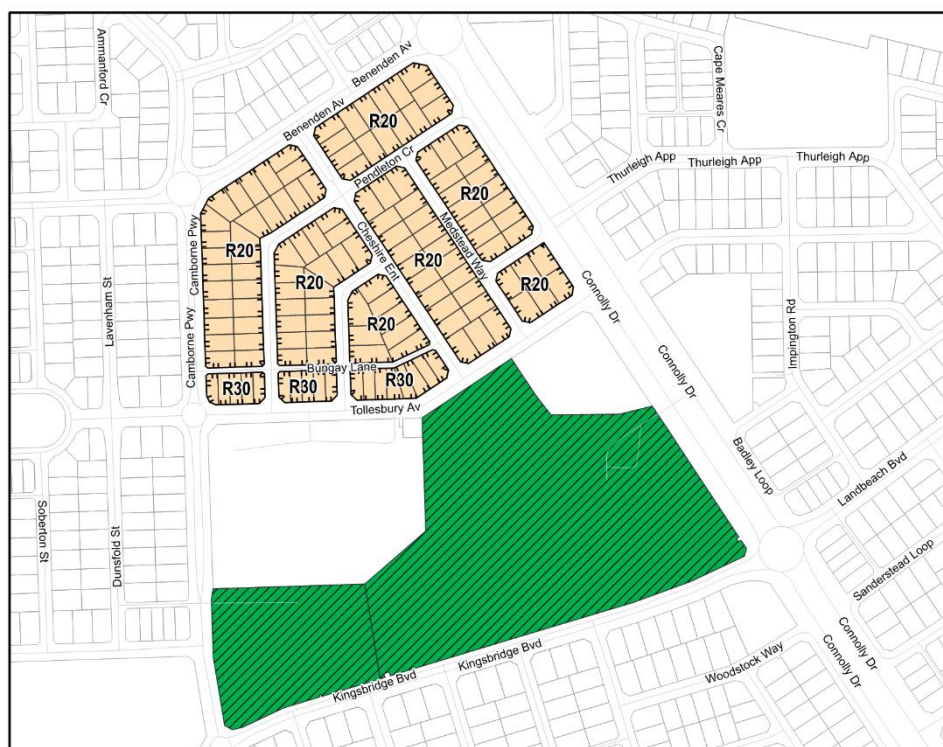 Ammanford Cr
Benenden Av
Benenden Av
Cape Meares Cr
R20
Pendleton Cr
Thurleigh App
Thurleigh App
Thurleigh App
R20
Medstead Way
Camborne Pwy
R20
Cheshire Ent
R20
R20
R20
Connolly Dr
Lavenham St
R20
Impington Rd
Camborne Pwy
Bungay Lane
Connolly Dr
R30
R30
R30
Tollesbury Av
Badley Loop
Landbeach Bvd
Soberton St
Dunsfold St
Sanderstead Loop
Connolly Dr
Kingsbridge Bvd
Kingsbridge Bvd
Woodstock Way
Connolly Dr